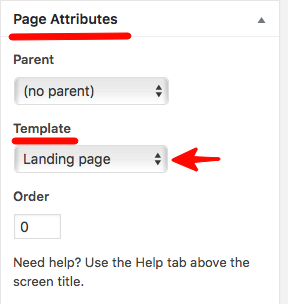 Page Attributes
Parent
(no parent)
Template
Landing page
Order
0
Need help? Use the Help tab above the
screen title.